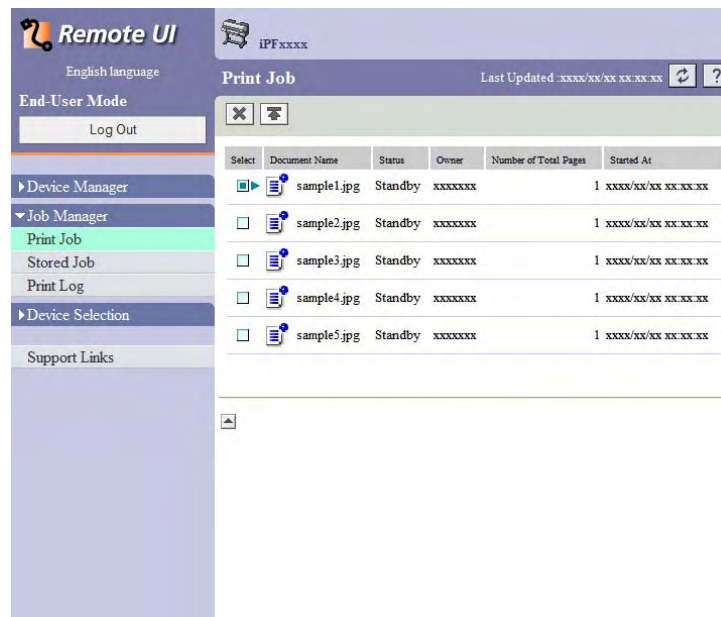 Remote UI
English language
End-User Mode
Log Out
Device Manager
Job Manager
Print Job
Stored Job
Print Log
Device Selection
Support Links
iPFxxxx
Print Job Last Updated :xxxx/xx/xx xx:xx:xx ?
Select Document Name Status Owner Number of Total Pages Started At
sample1.jpg Standby xxxxxxx 1 xxxx/xx/xx xx:xx:xx
sample2.jpg Standby xxxxxxx 1 xxxx/xx/xx xx:xx:xx
sample3.jpg Standby xxxxxxx 1 xxxx/xx/xx xx:xx:xx
sample4.jpg Standby xxxxxxx 1 xxxx/xx/xx xx:xx:xx
sample5.jpg Standby xxxxxxx 1 xxxx/xx/xx xx:xx:xx